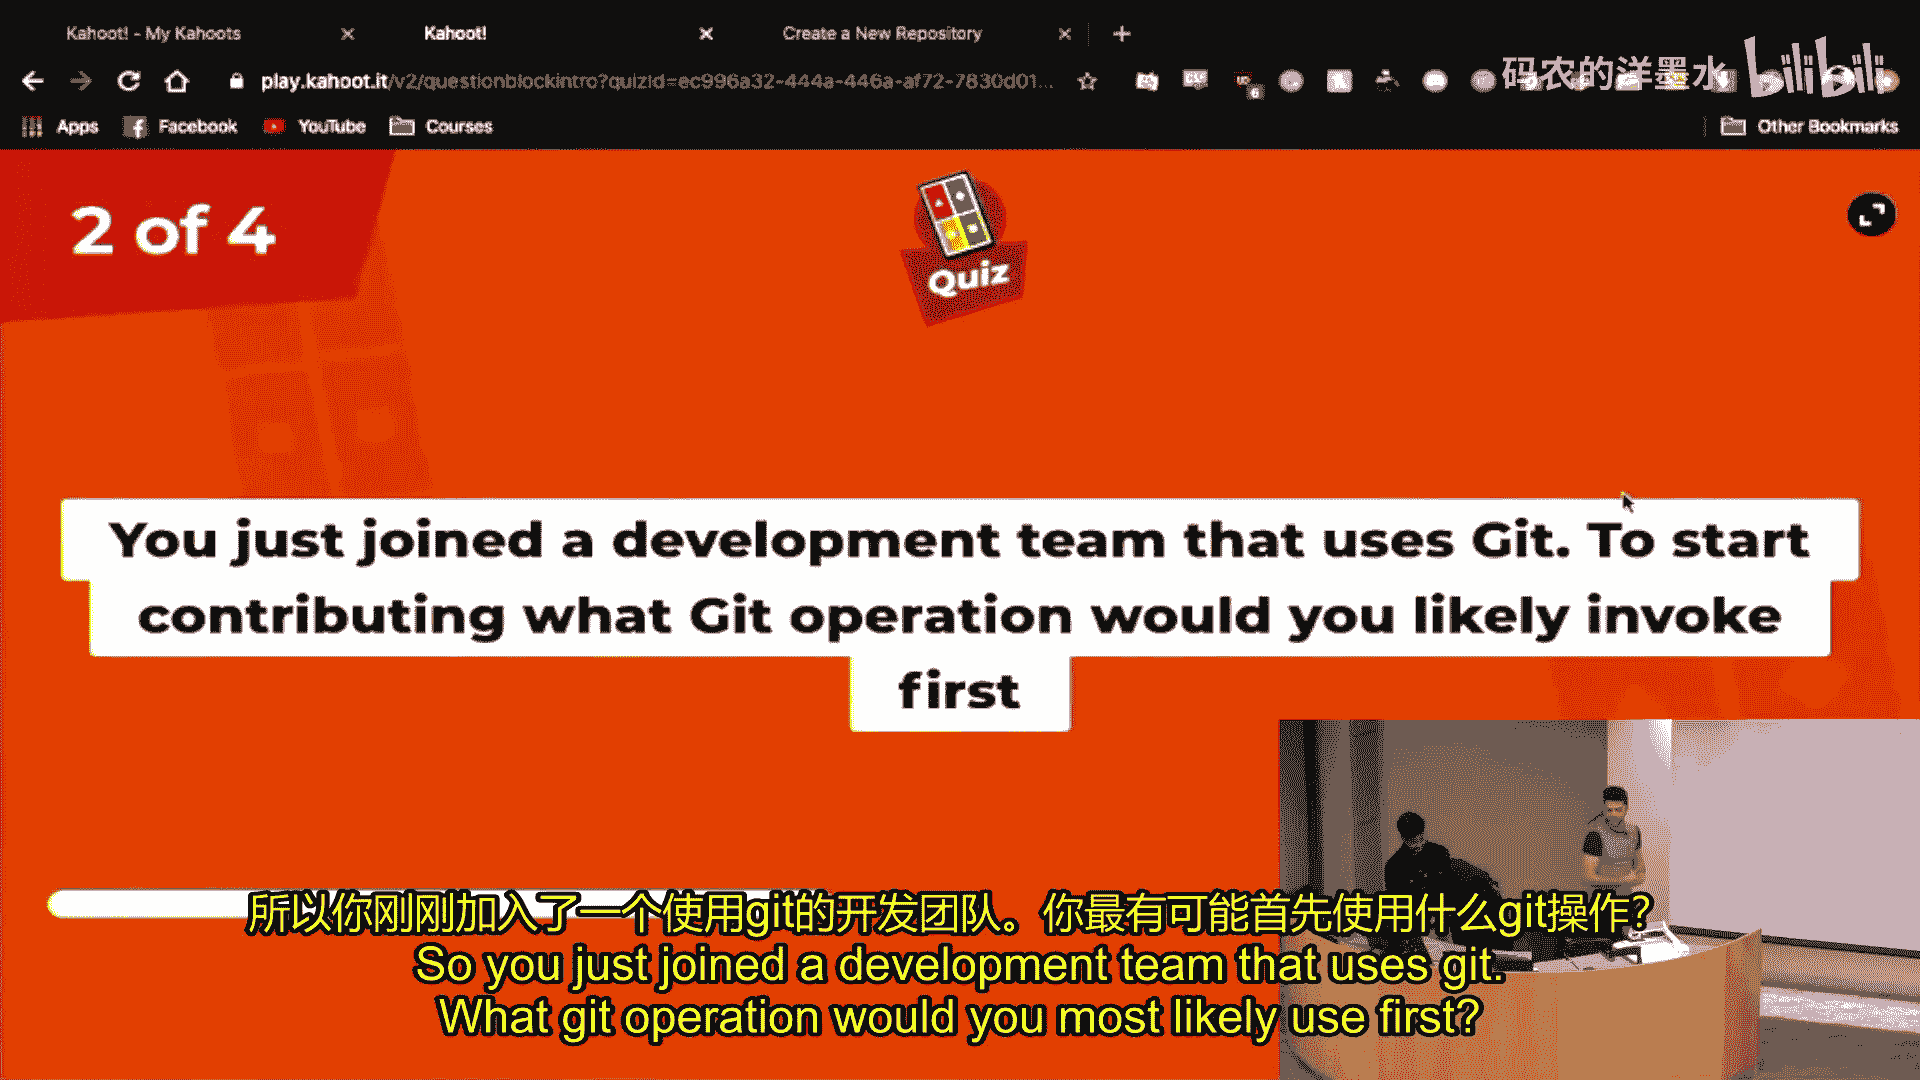 Kahoot! - My Kahoots
Kahoot!
Create a New Repository
play.kahoot.it/v2/questionblockintro?quizId=ec996a32-444a-446a-af72-7830d01...
码农的洋墨水
bilibili
Apps
Facebook
YouTube
Courses
Other Bookmarks
2 of 4
Quiz
You just joined a development team that uses Git. To start
contributing what Git operation would you likely invoke
first
所以你刚刚加入了一个使用git的开发团队。你最有可能首先使用什么git操作?
So you just joined a development team that uses git.
What git operation would you most likely use first?